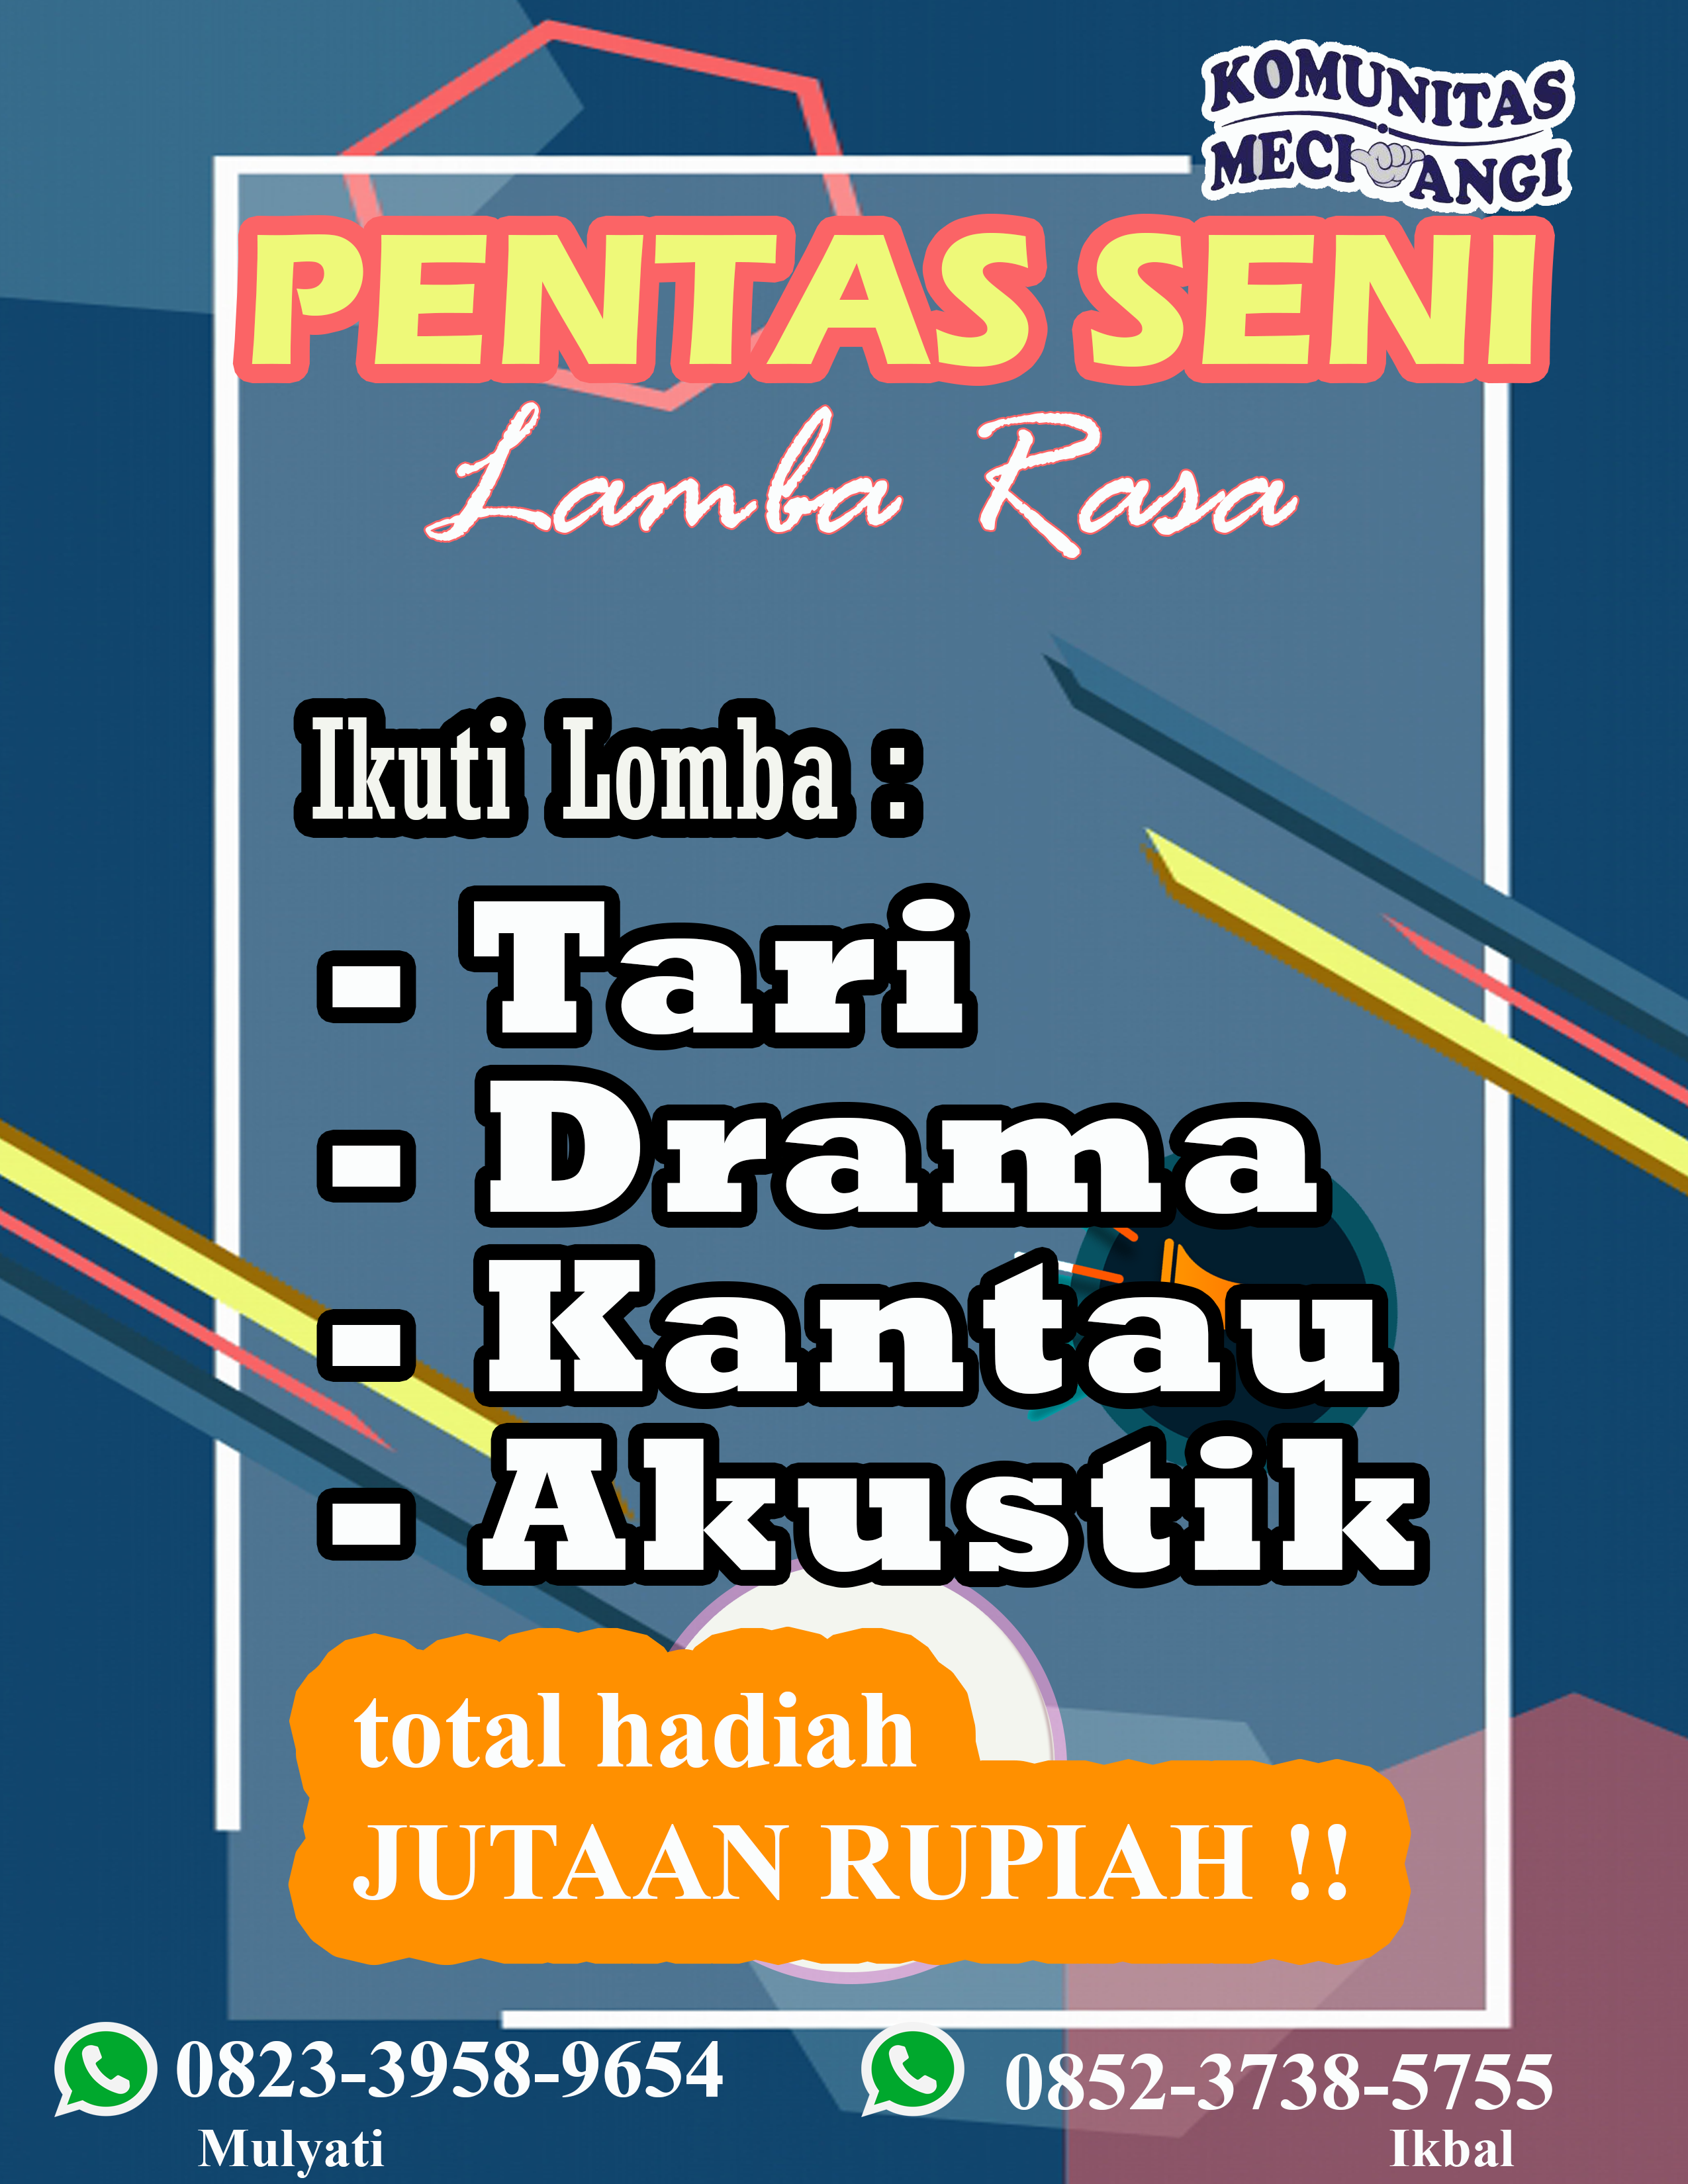 KOMUNITAS
MECI ANGI
PENTAS SENI
Lamba Rasa
Ikuti Lomba :
- Tari
- Drama
- Kantau
- Akustik
total hadiah
JUTAAN RUPIAH !!
0823-3958-9654
Mulyati
0852-3738-5755
Ikbal